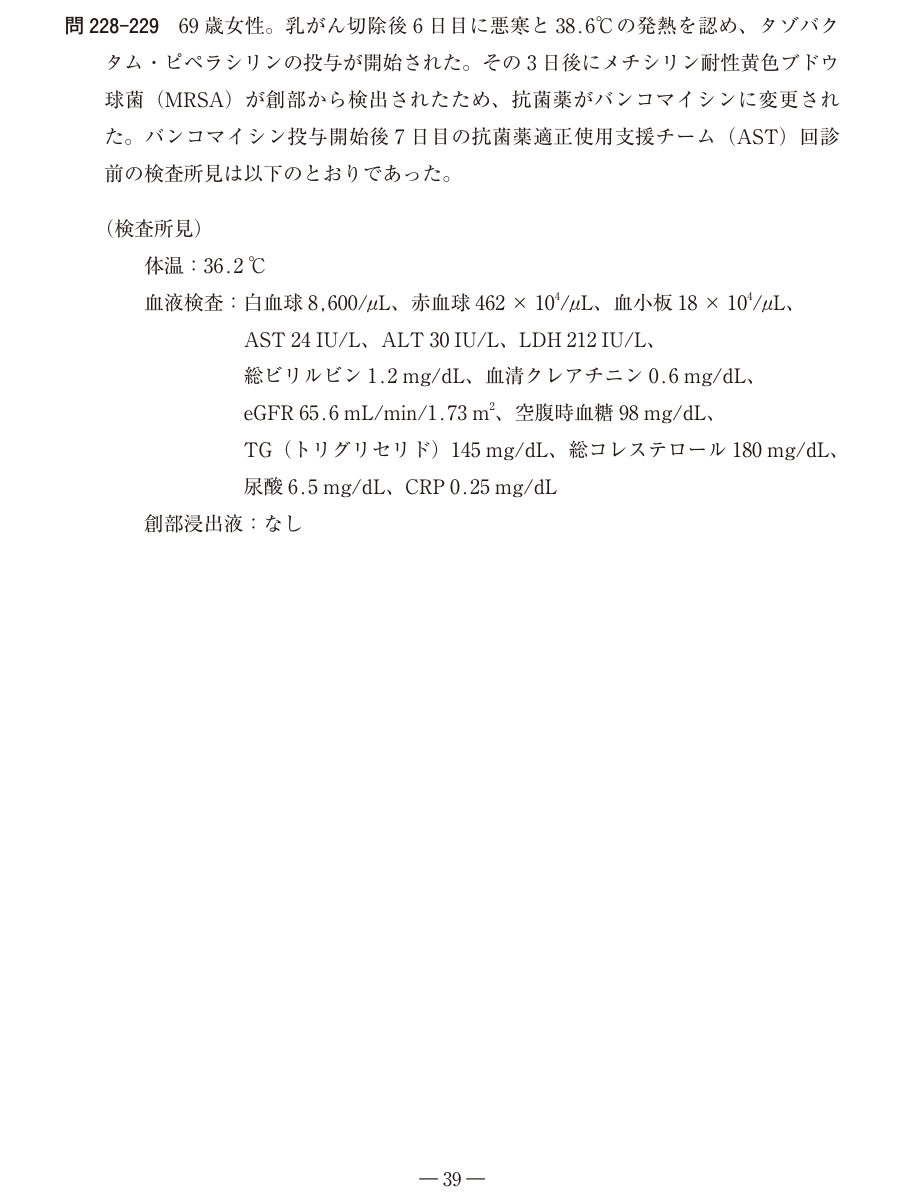 問 228-229 69 歳女性。乳がん切除後 6 日目に悪寒と 38.6℃の発熱を認め、タゾバク
タム・ピペラシリンの投与が開始された。その 3 日後にメチシリン耐性黄色ブドウ
球菌（MRSA）が創部から検出されたため、抗菌薬がバンコマイシンに変更され
た。バンコマイシン投与開始後 7 日目の抗菌薬適正使用支援チーム（AST）回診
前の検査所見は以下のとおりであった。
（検査所見）
体温：36.2 ℃
血液検査：白血球 8,600/μL、赤血球 462 × 10⁴/μL、血小板 18 × 10⁴/μL、
AST 24 IU/L、ALT 30 IU/L、LDH 212 IU/L、
総ビリルビン 1.2 mg/dL、血清クレアチニン 0.6 mg/dL、
eGFR 65.6 mL/min/1.73 m²、空腹時血糖 98 mg/dL、
TG（トリグリセリド）145 mg/dL、総コレステロール 180 mg/dL、
尿酸 6.5 mg/dL、CRP 0.25 mg/dL
創部浸出液：なし
— 39 —